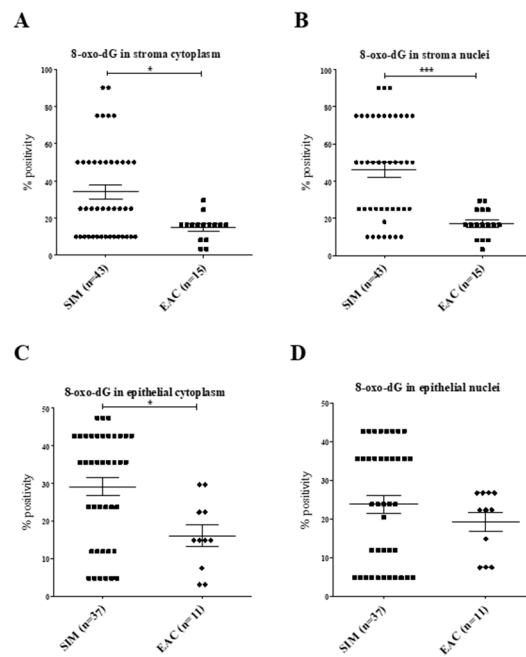 A
8-oxo-dG in stroma cytoplasm
*
100
80
60
40
20
0
% positivity
SIM (n=43)
EAC (n=15)
B
8-oxo-dG in stroma nuclei
***
100
80
60
40
20
0
% positivity
SIM (n=43)
EAC (n=15)
C
8-oxo-dG in epithelial cytoplasm
*
50
40
30
20
10
0
% positivity
SIM (n=37)
EAC (n=11)
D
8-oxo-dG in epithelial nuclei
50
40
30
20
10
0
% positivity
SIM (n=37)
EAC (n=11)